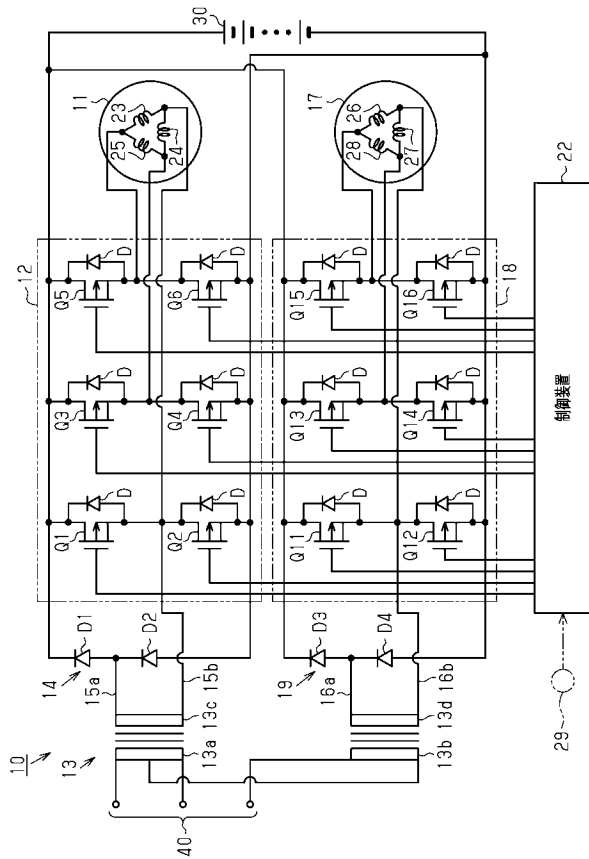 30
11
23
25
24
17
26
28
27
12
Q5
D
Q6
D
Q3
D
Q4
D
Q1
D
Q2
D
18
Q15
D
Q16
D
Q13
D
Q14
D
Q11
D
Q12
D
22
制御装置
29
10
13
14
D1
D2
15a
15b
13c
13a
19
D3
D4
16a
16b
13d
13b
40